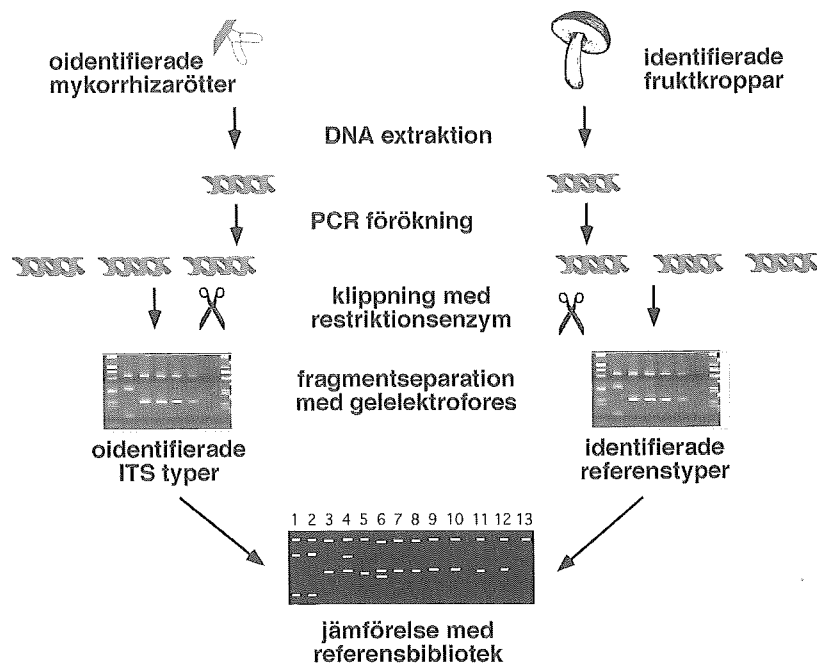 oidentifierade
mykorrhizarötter
identifierade
fruktkroppar
DNA extraktion
PCR förökning
klippning med
restriktionsenzym
fragmentseparation
med gelelektrofores
oidentifierade
ITS typer
identifierade
referenstyper
1 2 3 4 5 6 7 8 9 10 11 12 13
jämförelse med
referensbibliotek